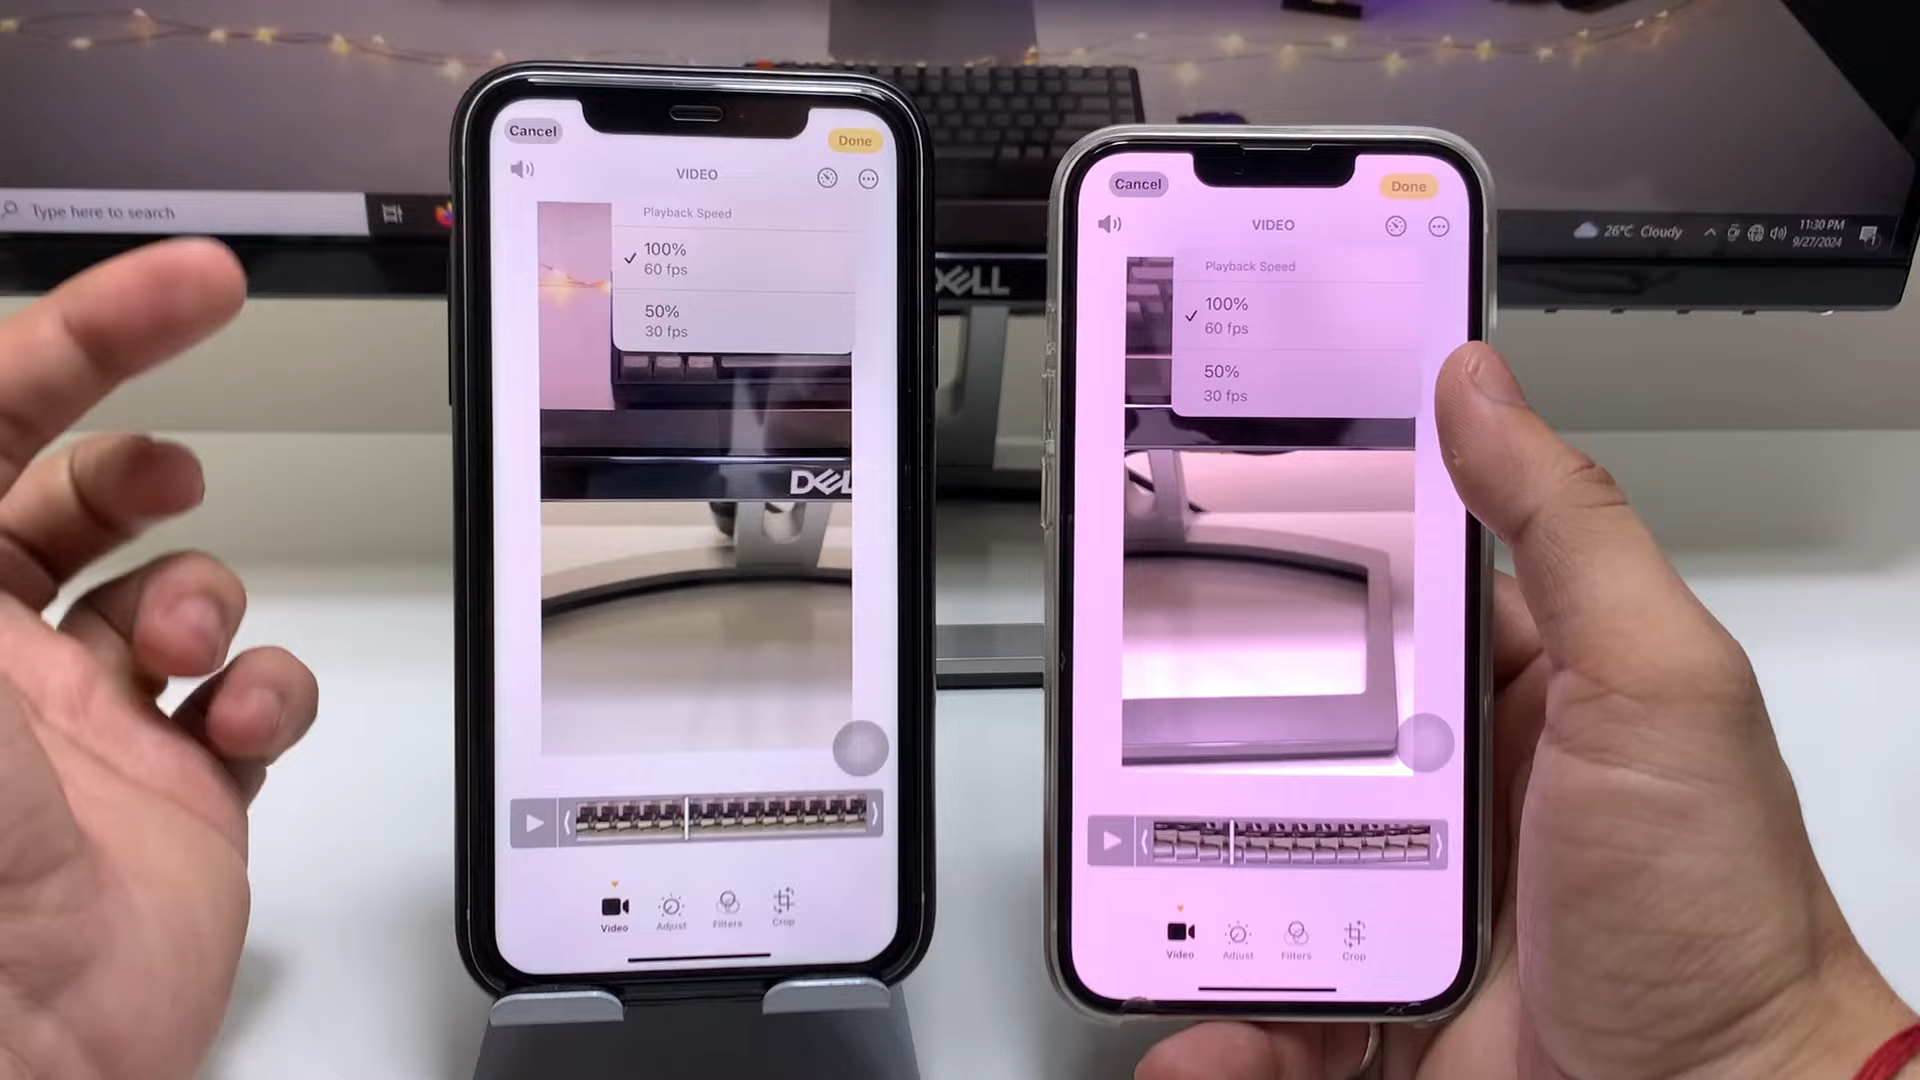 Type here to search
Cancel
Done
VIDEO
Playback Speed
100%
60 fps
50%
30 fps
DEL
Video
Adjust
Filters
Crop
DELL
Cancel
Done
VIDEO
Playback Speed
100%
60 fps
50%
30 fps
Video
Adjust
Filters
Crop
26°C Cloudy
11:30 PM
9/27/2024